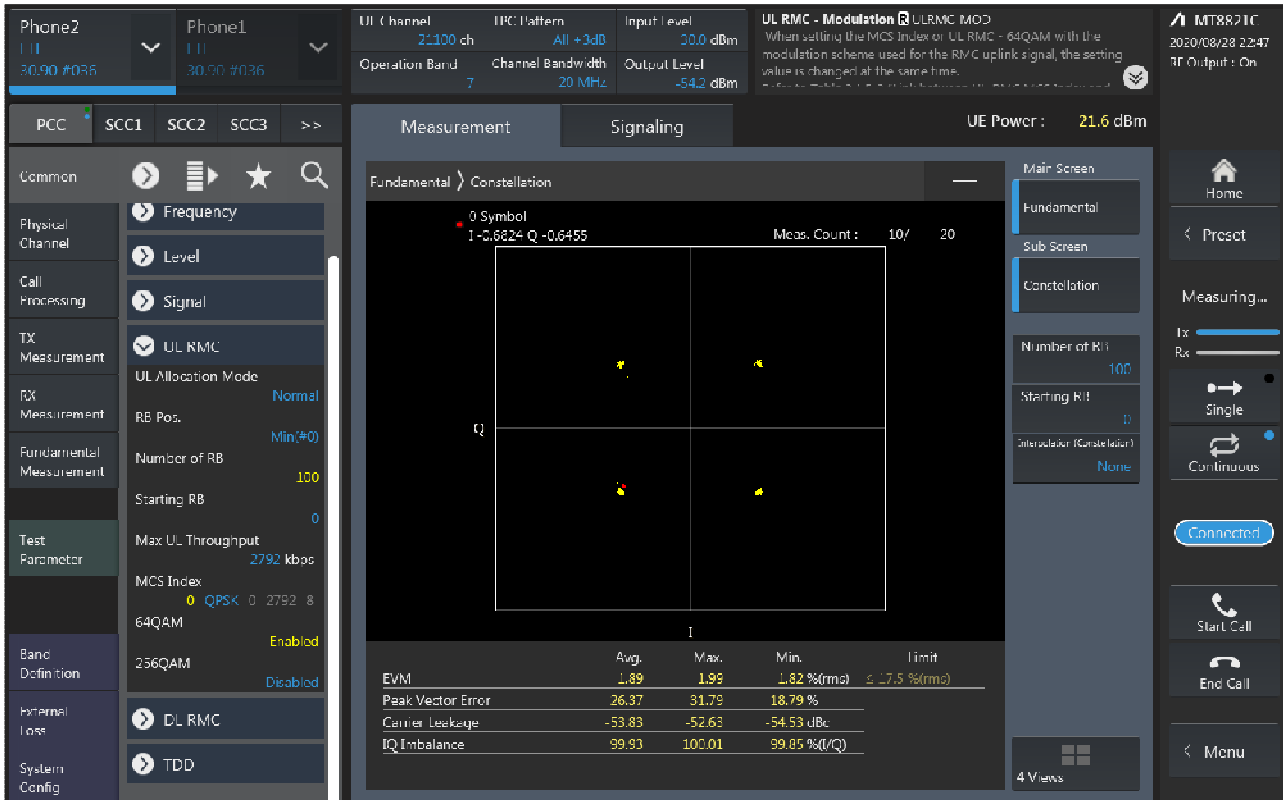 Phone2
30.90 #036
Phone1
30.90 #036
UL Channel
21100 ch
TPC Pattern
All +3dB
Input Level
30.0 dBm
Operation Band
7
Channel Bandwidth
20 MHz
Output Level
-54.2 dBm
UL RMC - Modulation R ULRMC MOD
When setting the MCS Index or UL RMC - 64QAM with the
modulation scheme used for the RMC uplink signal, the setting
value is changed at the same time.
MT8821C
2020/08/28 22:47
RF Output : On
PCC
SCC1
SCC2
SCC3
>>
Measurement
Signaling
UE Power :
21.6 dBm
Common
Physical
Channel
Call
Processing
TX
Measurement
RX
Measurement
Fundamental
Measurement
Test
Parameter
Band
Definition
External
Loss
System
Config
Frequency
Level
Signal
UL RMC
UL Allocation Mode
Normal
RB Pos.
Min(#0)
Number of RB
100
Starting RB
0
Max UL Throughput
2792 kbps
MCS Index
0 QPSK 0 2792 8
64QAM
Enabled
256QAM
Disabled
DL RMC
TDD
Fundamental > Constellation
0 Symbol
I -0.6824 Q -0.6455
Meas. Count : 10/ 20
Q
I
Avg. Max. Min. Limit
EVM 1.89 1.99 1.82 %(rms) ≤ 17.5 %(rms)
Peak Vector Error 26.37 31.79 18.79 %
Carrier Leakage -53.83 -52.63 -54.53 dBc
IQ Imbalance 99.93 100.01 99.85 %(I/Q)
Main Screen
Fundamental
Sub Screen
Constellation
Number of RB
100
Starting RB
0
Interpolation (Constellation)
None
4 Views
Home
< Preset
Measuring...
Tx
Rx
Single
Continuous
Connected
Start Call
End Call
< Menu